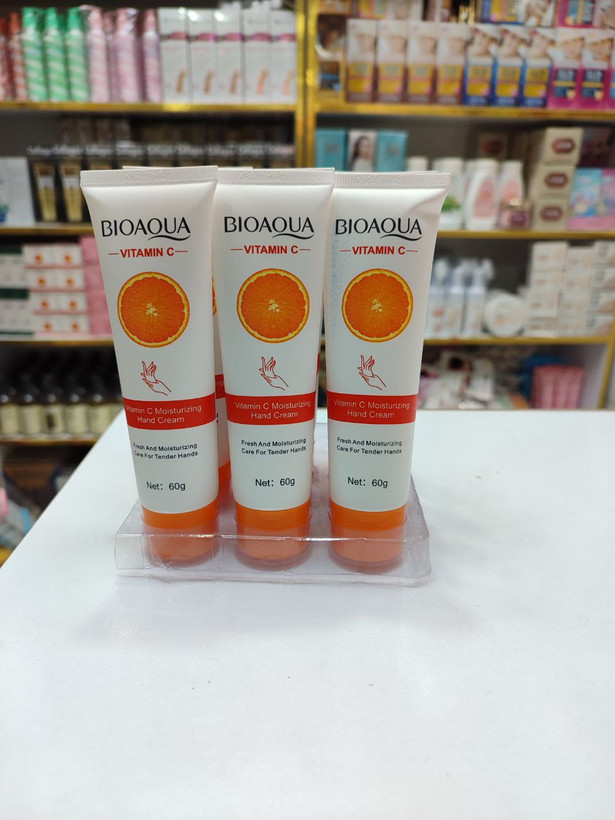 BIOAQUA
VITAMIN C
Vitamin C Moisturizing
Hand Cream
Fresh And Moisturizing
Care For Tender Hands
Net: 60g
BIOAQUA
VITAMIN C
Vitamin C Moisturizing
Hand Cream
Fresh And Moisturizing
Care For Tender Hands
Net: 60g
BIOAQUA
VITAMIN C
Vitamin C Moisturizing
Hand Cream
Fresh And Moisturizing
Care For Tender Hands
Net: 60g